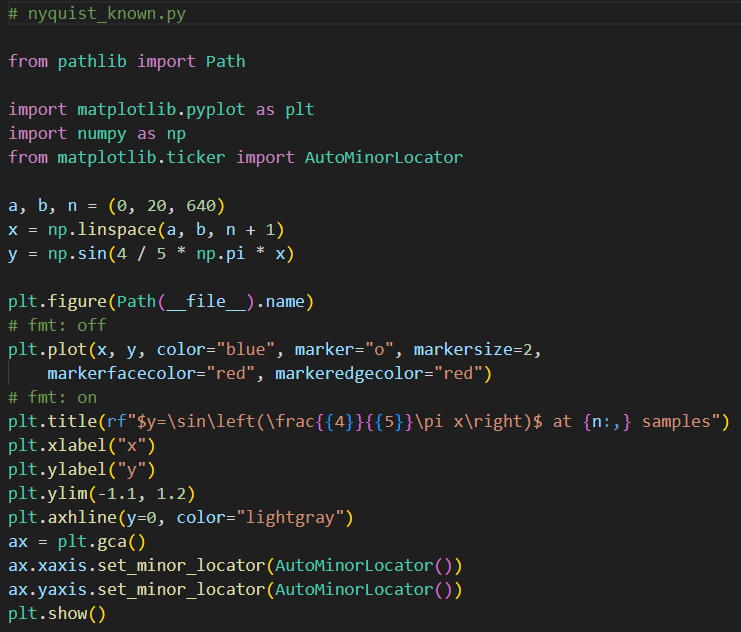 # nyquist_known.py
from pathlib import Path
import matplotlib.pyplot as plt
import numpy as np
from matplotlib.ticker import AutoMinorLocator
a, b, n = (0, 20, 640)
x = np.linspace(a, b, n + 1)
y = np.sin(4 / 5 * np.pi * x)
plt.figure(Path(__file__).name)
# fmt: off
plt.plot(x, y, color="blue", marker="o", markersize=2,
    markerfacecolor="red", markeredgecolor="red")
# fmt: on
plt.title(rf"$y=\sin\left(\frac{{4}}{{5}}\pi x\right)$ at {n:,} samples")
plt.xlabel("x")
plt.ylabel("y")
plt.ylim(-1.1, 1.2)
plt.axhline(y=0, color="lightgray")
ax = plt.gca()
ax.xaxis.set_minor_locator(AutoMinorLocator())
ax.yaxis.set_minor_locator(AutoMinorLocator())
plt.show()